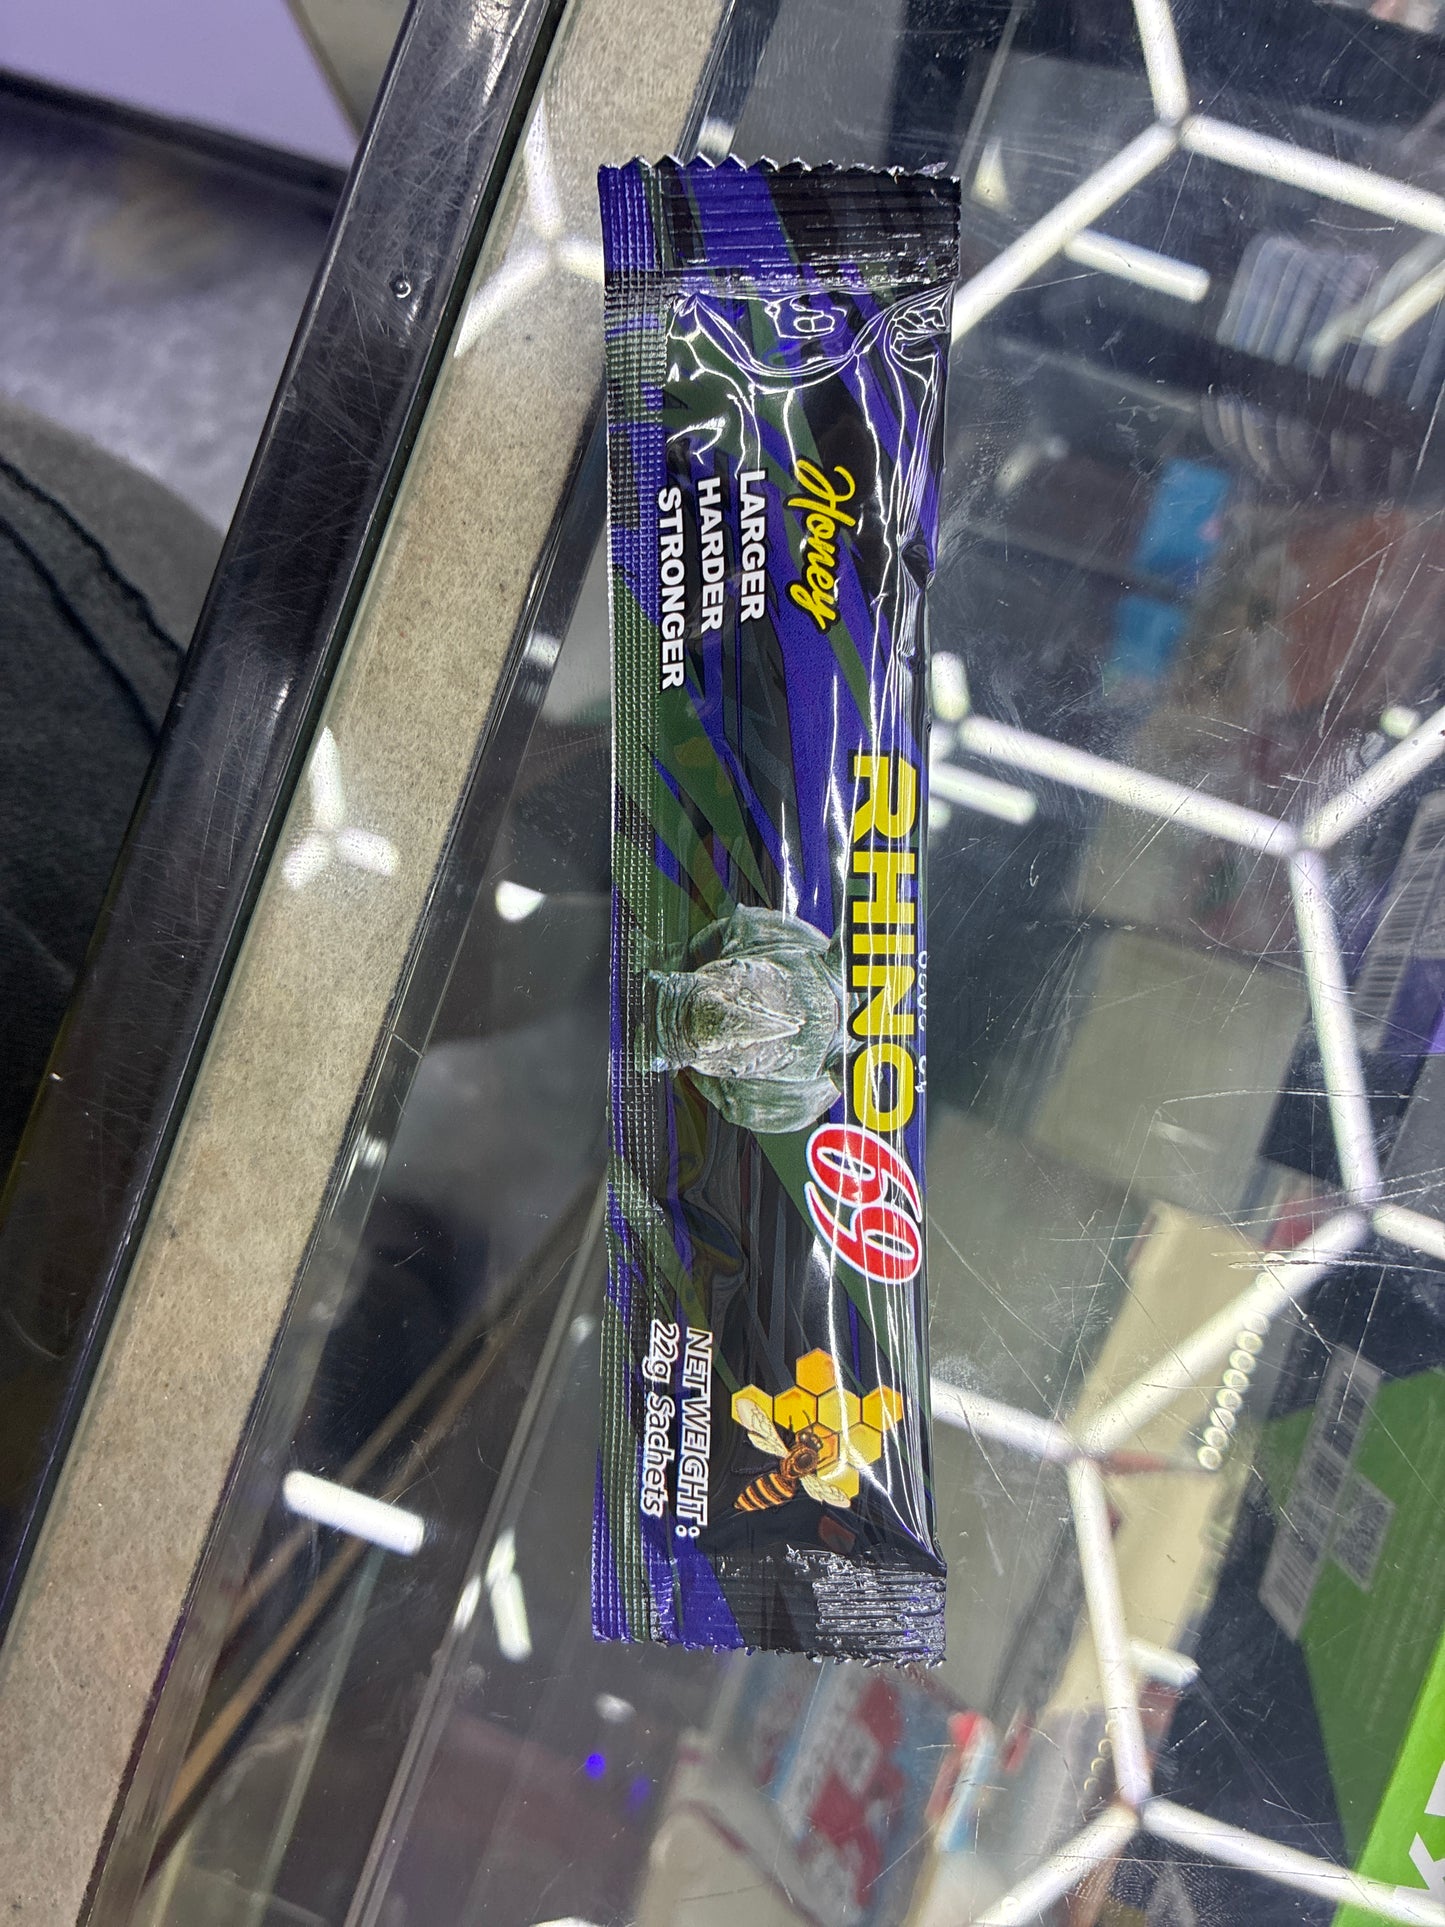 Honey
LARGER
HARDER
STRONGER
RHINO 69
NETWEIGHT:
22g Sachets